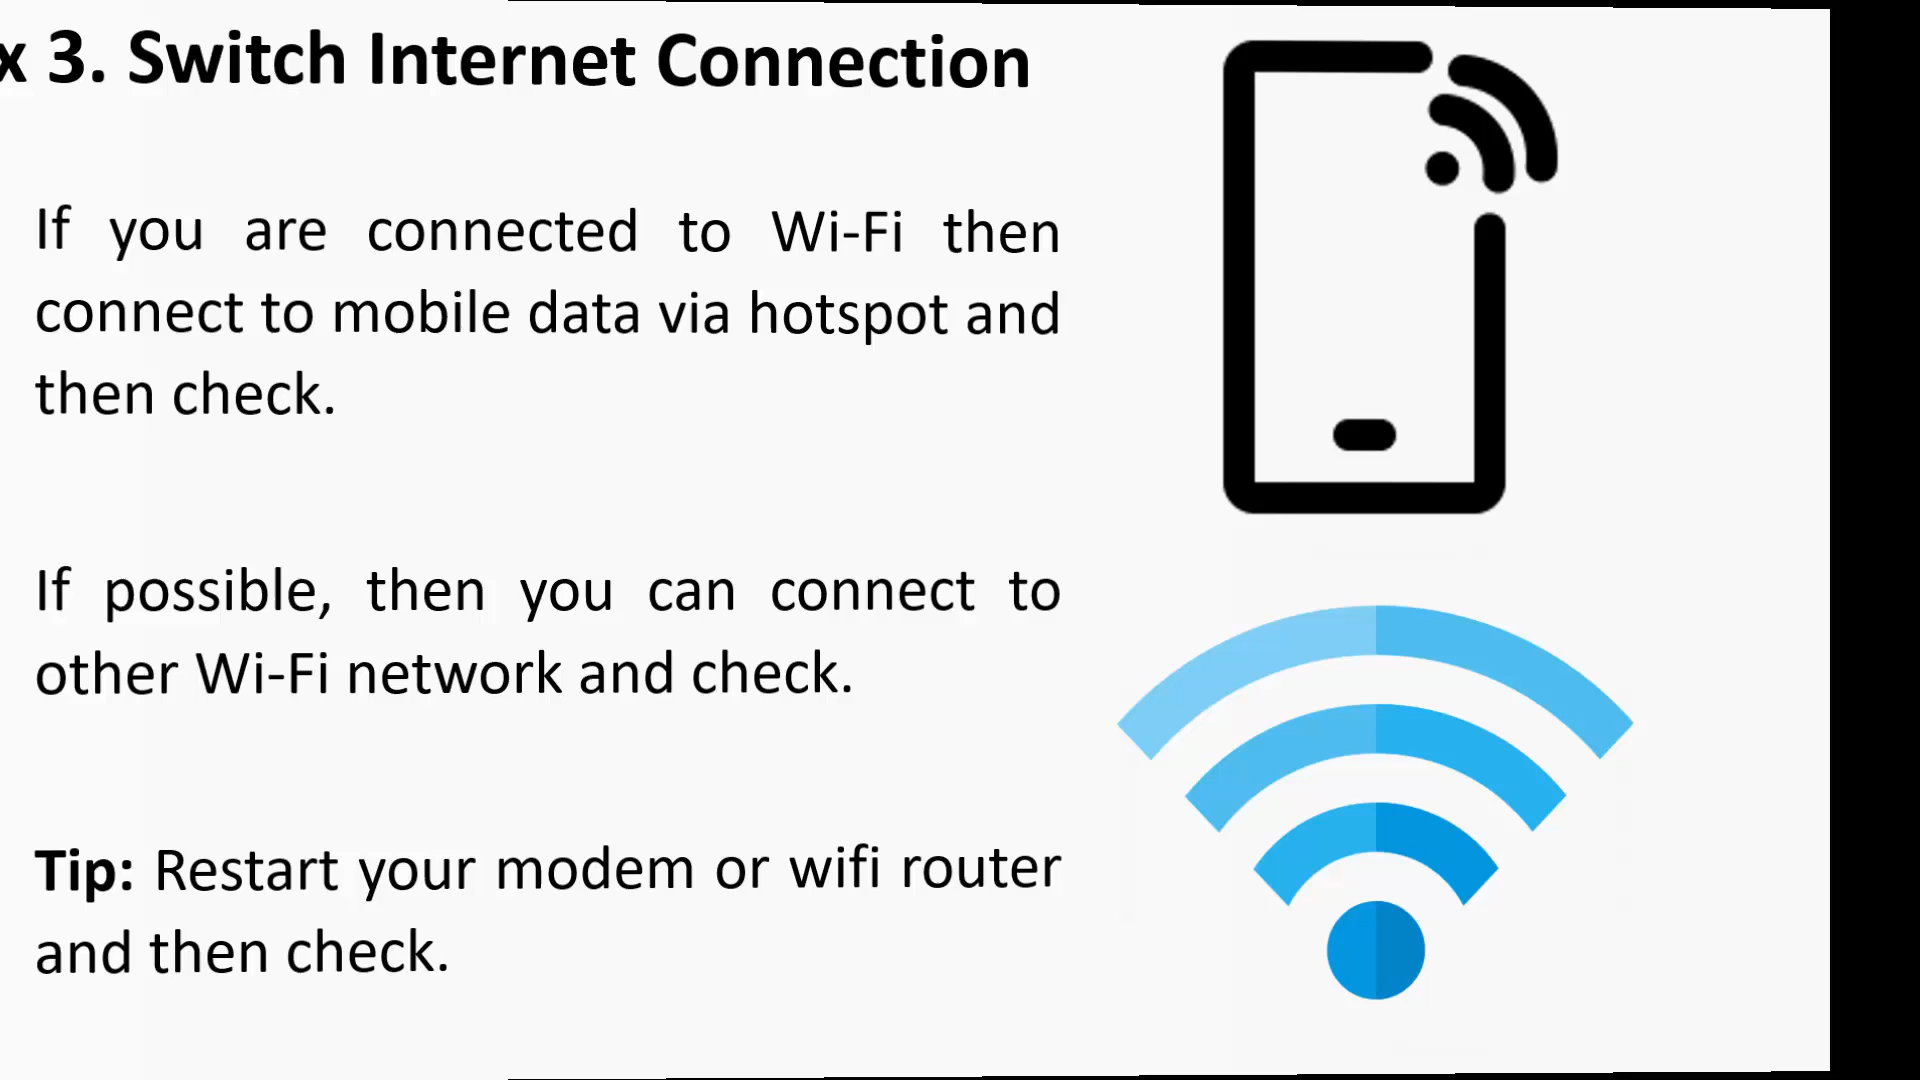 x 3. Switch Internet Connection
If you are connected to Wi-Fi then
connect to mobile data via hotspot and
then check.
If possible, then you can connect to
other Wi-Fi network and check.
Tip: Restart your modem or wifi router
and then check.